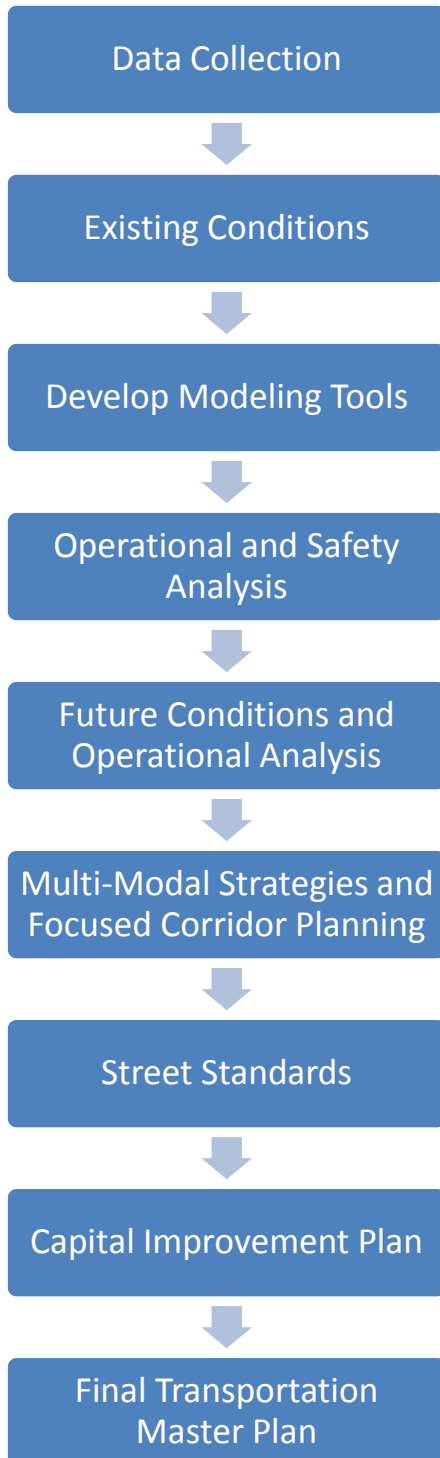 Data Collection
Existing Conditions
Develop Modeling Tools
Operational and Safety
Analysis
Future Conditions and
Operational Analysis
Multi-Modal Strategies and
Focused Corridor Planning
Street Standards
Capital Improvement Plan
Final Transportation
Master Plan